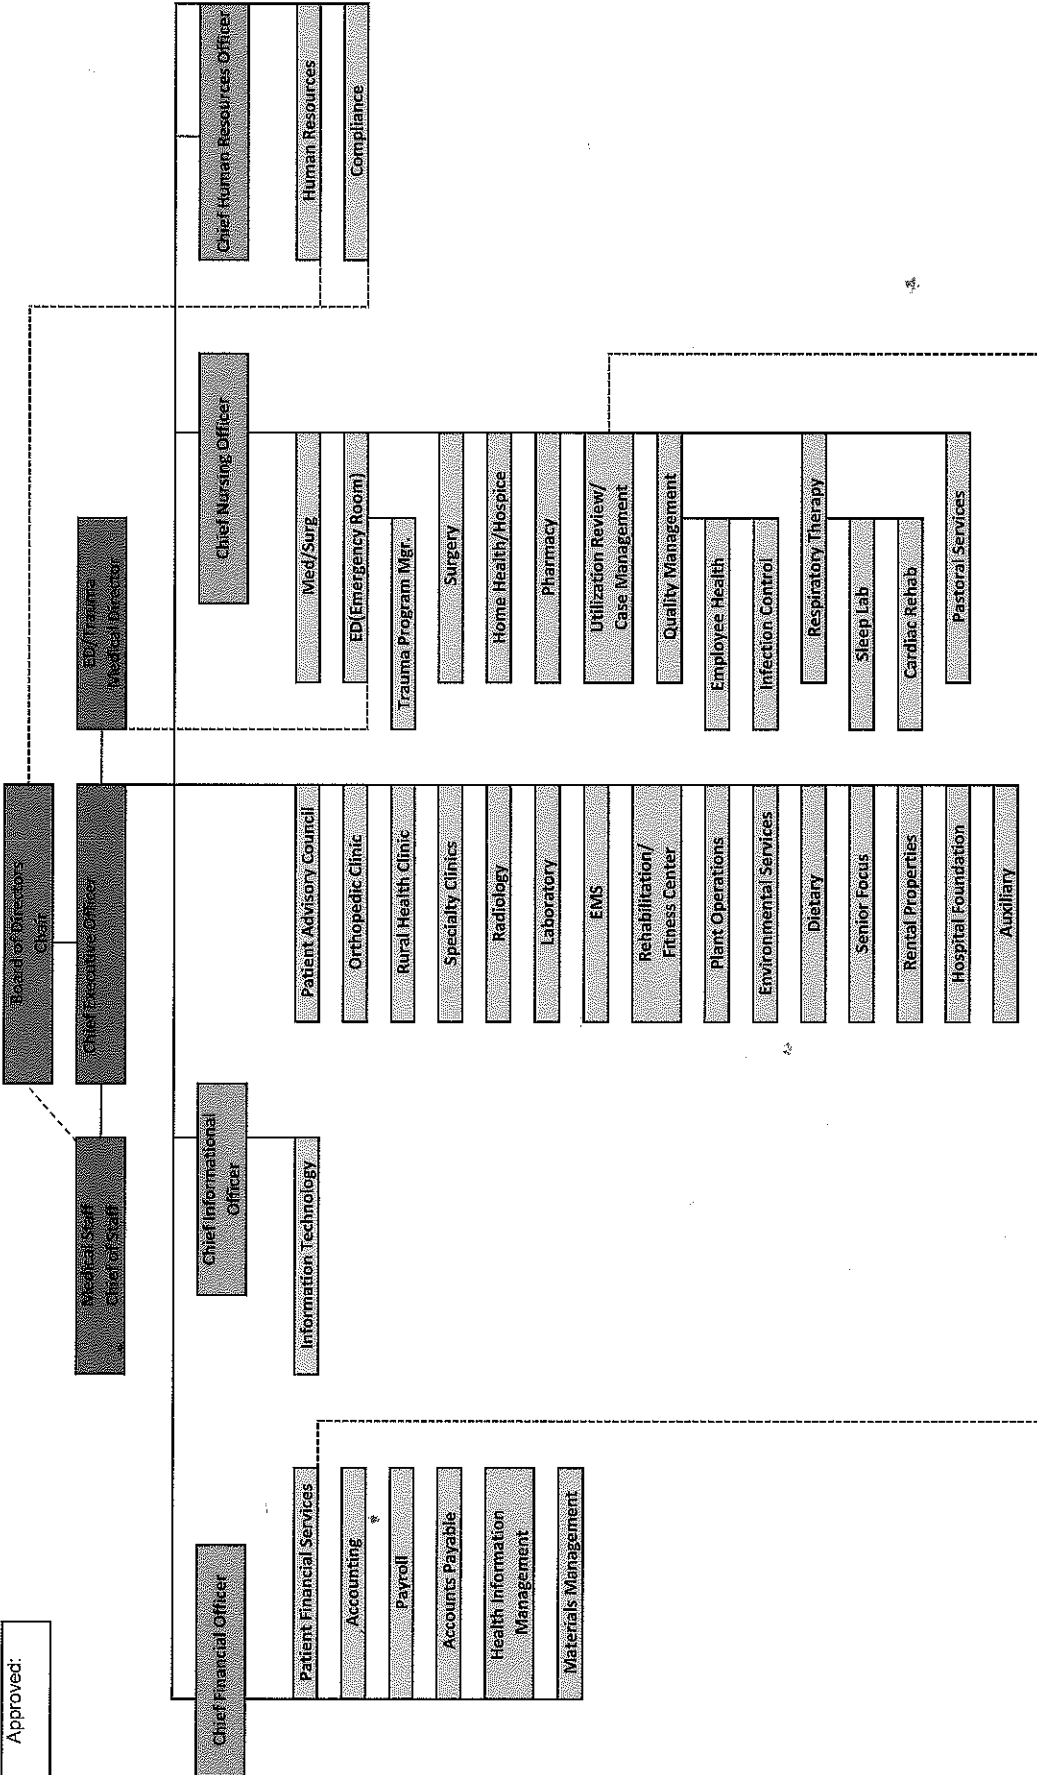 Approved:
Board of Directors
Chair
Medical Staff
Chief of Staff
Chief Executive Officer
ED/Trauma
Medical Director
Chief Financial Officer
Patient Financial Services
Accounting
Payroll
Accounts Payable
Health Information
Management
Materials Management
Chief Informational
Officer
Information Technology
Patient Advisory Council
Orthopedic Clinic
Rural Health Clinic
Specialty Clinics
Radiology
Laboratory
EMS
Rehabilitation/
Fitness Center
Plant Operations
Environmental Services
Dietary
Senior Focus
Rental Properties
Hospital Foundation
Auxiliary
Chief Nursing Officer
Med/Surg
ED(Emergency Room)
Trauma Program Mgr.
Surgery
Home Health/Hospice
Pharmacy
Utilization Review/
Case Management
Quality Management
Employee Health
Infection Control
Respiratory Therapy
Sleep Lab
Cardiac Rehab
Pastoral Services
Chief Human Resources Officer
Human Resources
Compliance